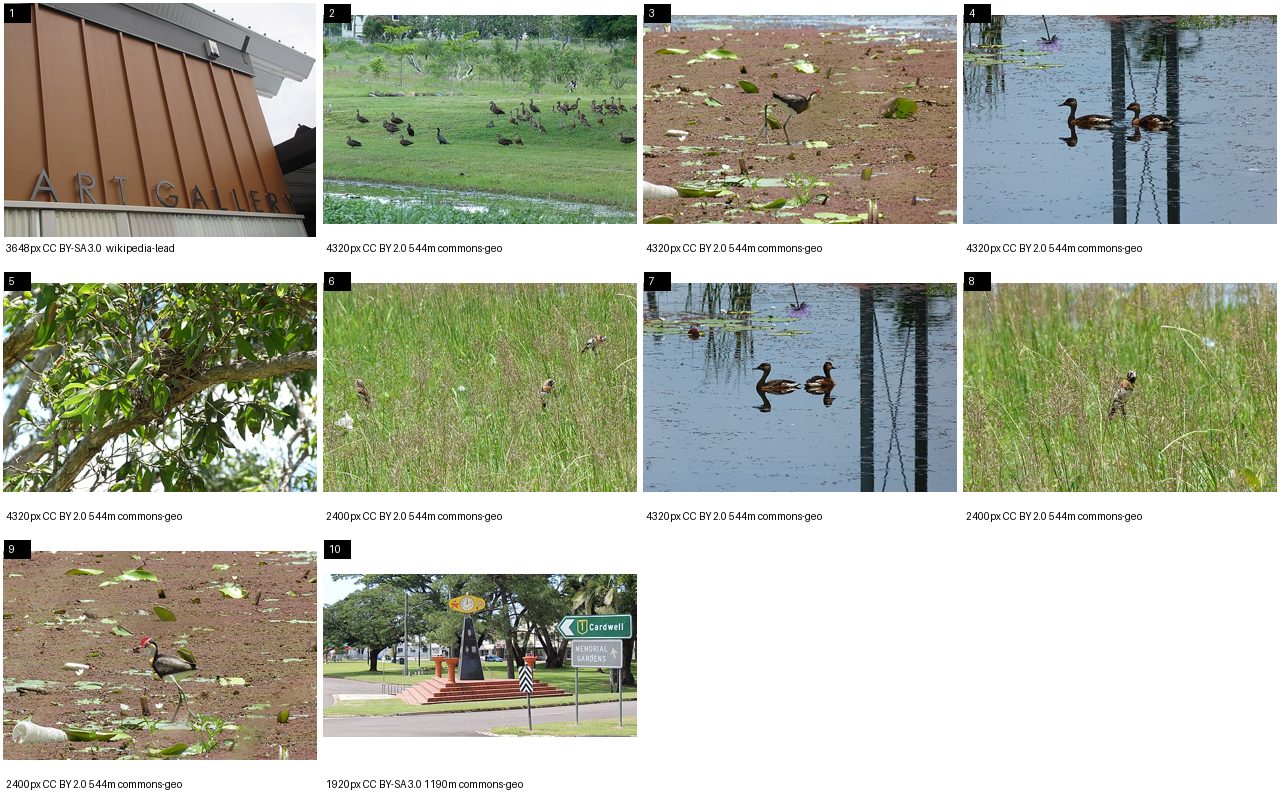 1
2
3
4
ART GALLERY
3648px CC BY-SA 3.0 wikipedia-lead
4320px CC BY 2.0 544m commons-geo
4320px CC BY 2.0 544m commons-geo
4320px CC BY 2.0 544m commons-geo
5
6
7
8
4320px CC BY 2.0 544m commons-geo
2400px CC BY 2.0 544m commons-geo
4320px CC BY 2.0 544m commons-geo
2400px CC BY 2.0 544m commons-geo
9
10
1 Cardwell
MEMORIAL
GARDENS
2400px CC BY 2.0 544m commons-geo
1920px CC BY-SA 3.0 1190m commons-geo